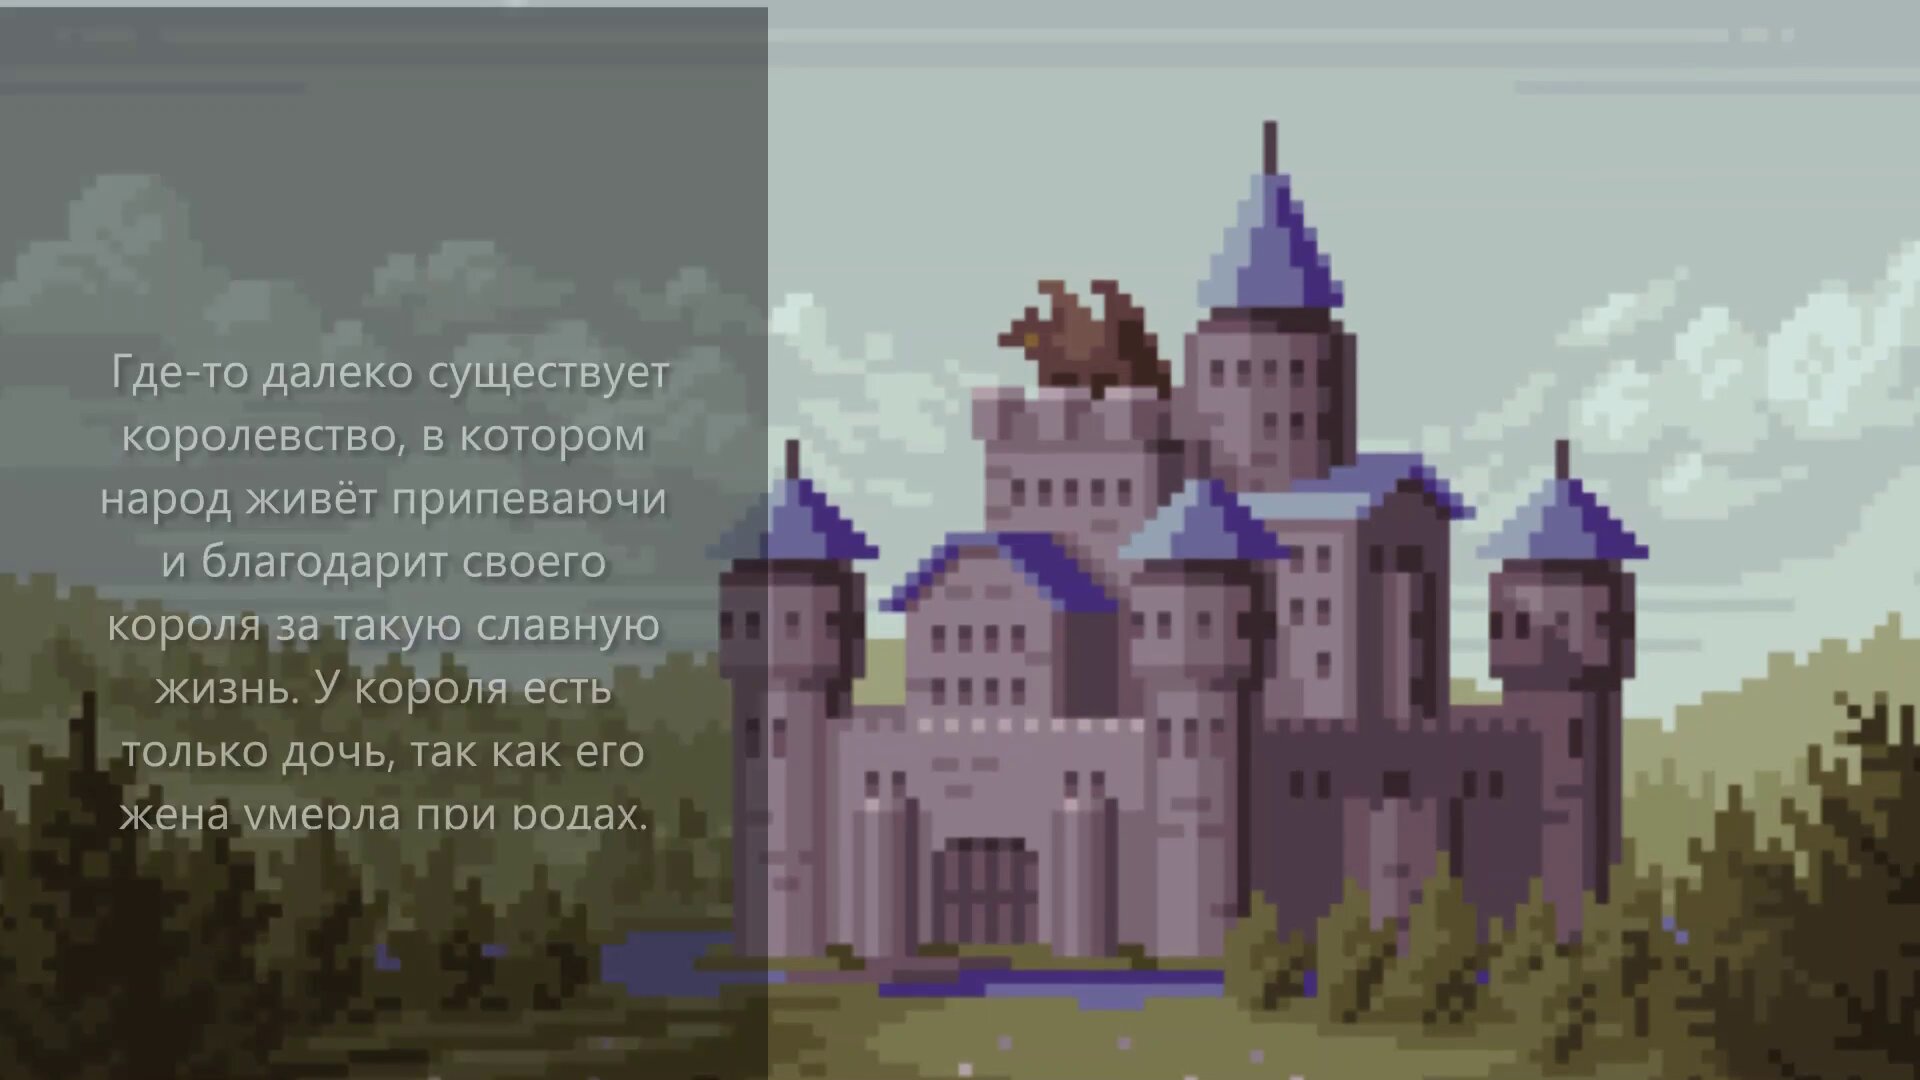 Где-то далеко существует
королевство, в котором
народ живёт припеваючи
и благодарит своего
короля за такую славную
жизнь. У короля есть
только дочь, так как его
жена умерла при родах.